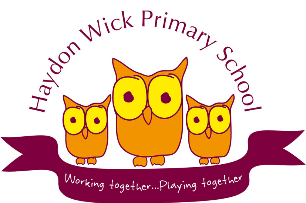 Haydon Wick Primary School
Working together...Playing together